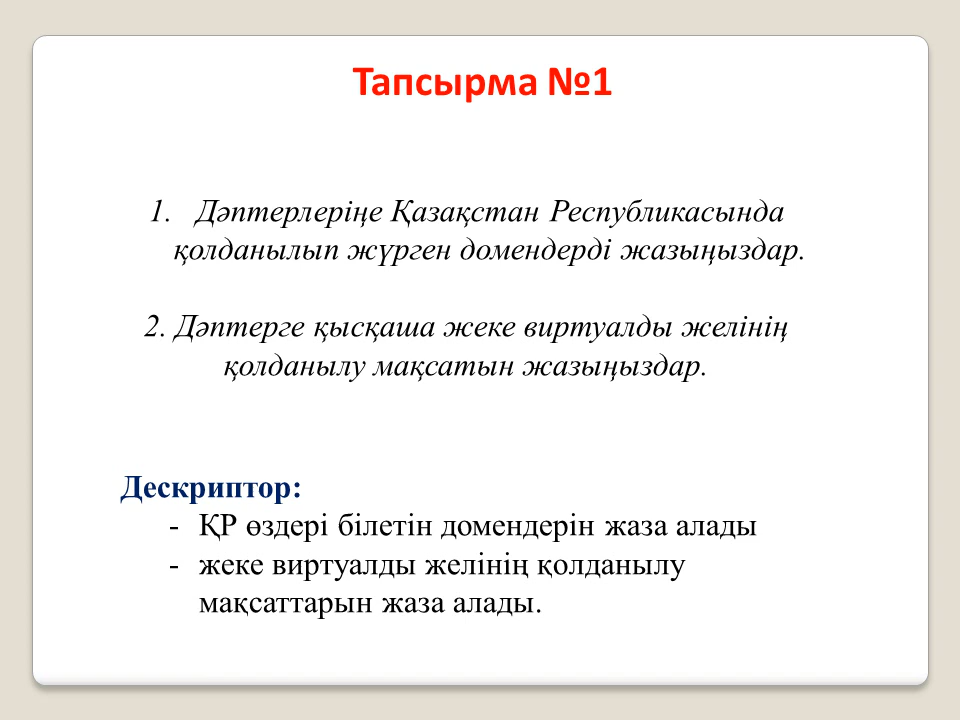 Тапсырма №1
1. Дәптерлеріңе Қазақстан Республикасында
қолданылып жүрген домендерді жазыңыздар.
2. Дәптерге қысқаша жеке виртуалды желінің
қолданылу мақсатын жазыңыздар.
Дескриптор:
- ҚР өздері білетін домендерін жаза алады
- жеке виртуалды желінің қолданылу
мақсаттарын жаза алады.